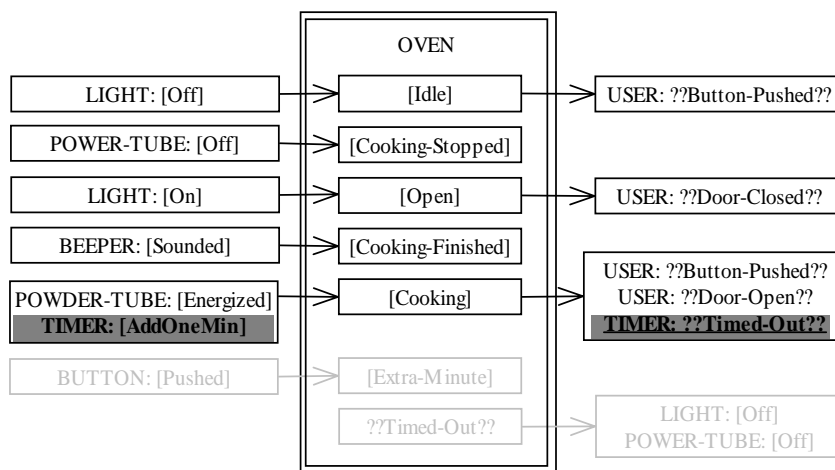 OVEN
LIGHT: [Off]
[Idle]
USER: ??Button-Pushed??
POWER-TUBE: [Off]
[Cooking-Stopped]
LIGHT: [On]
[Open]
USER: ??Door-Closed??
BEEPER: [Sounded]
[Cooking-Finished]
POWDER-TUBE: [Energized]
TIMER: [AddOneMin]
[Cooking]
USER: ??Button-Pushed??
USER: ??Door-Open??
TIMER: ??Timed-Out??
BUTTON: [Pushed]
[Extra-Minute]
??Timed-Out??
LIGHT: [Off]
POWER-TUBE: [Off]